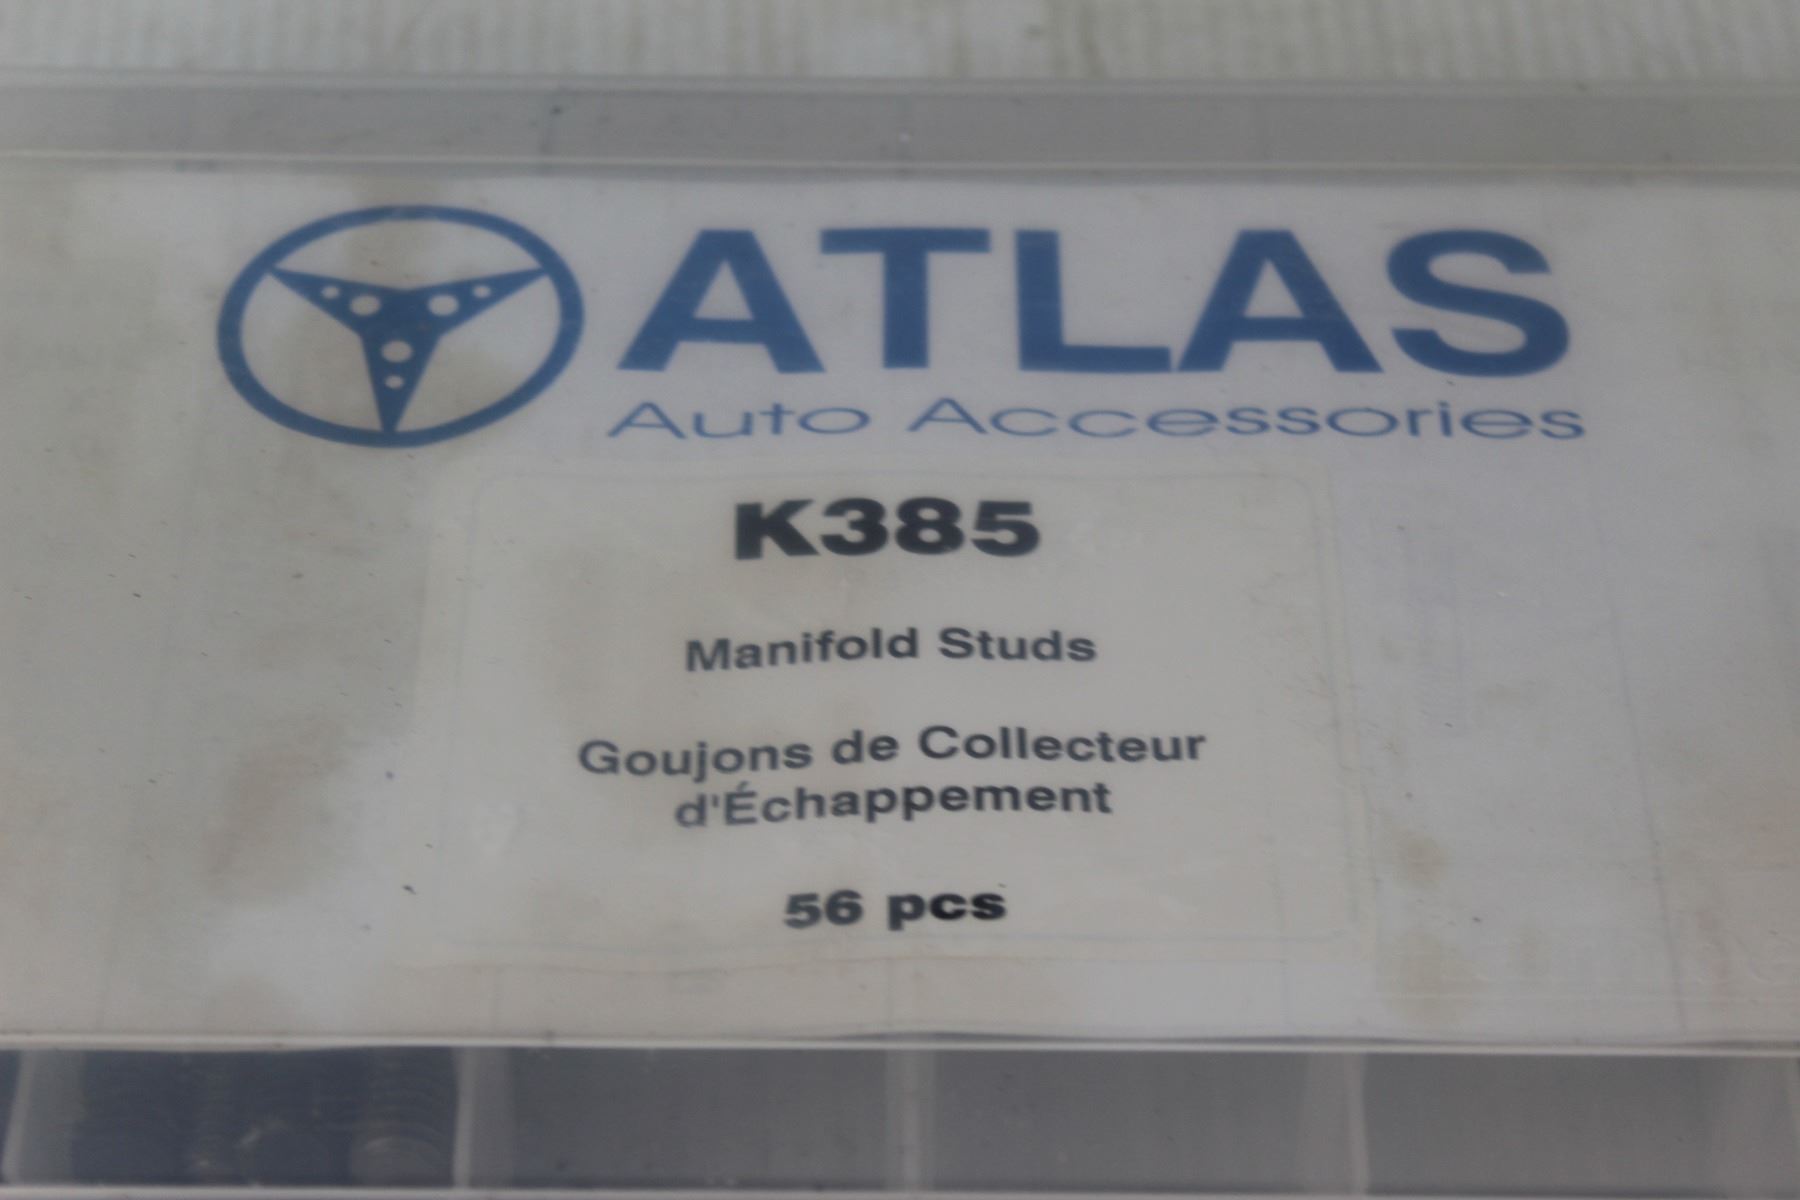 ATLAS
Auto Accessories
K385
Manifold Studs
Goujons de Collecteur
d'Échappement
56 pcs